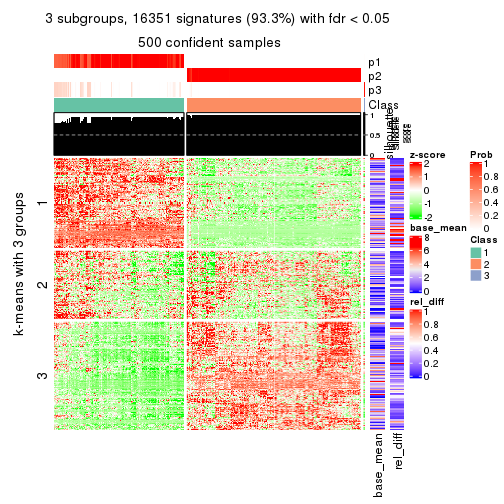 3 subgroups, 16351 signatures (93.3%) with fdr < 0.05
500 confident samples
p1
p2
p3
Class
1
0.5
0
silhouette
k-means with 3 groups
1
2
3
base_mean
rel_diff
z-score
2
1
0
-1
-2
base_mean
8
6
4
2
0
rel_diff
1
0.8
0.6
0.4
0.2
0
Prob
1
0.8
0.6
0.4
0.2
0
Class
1
2
3